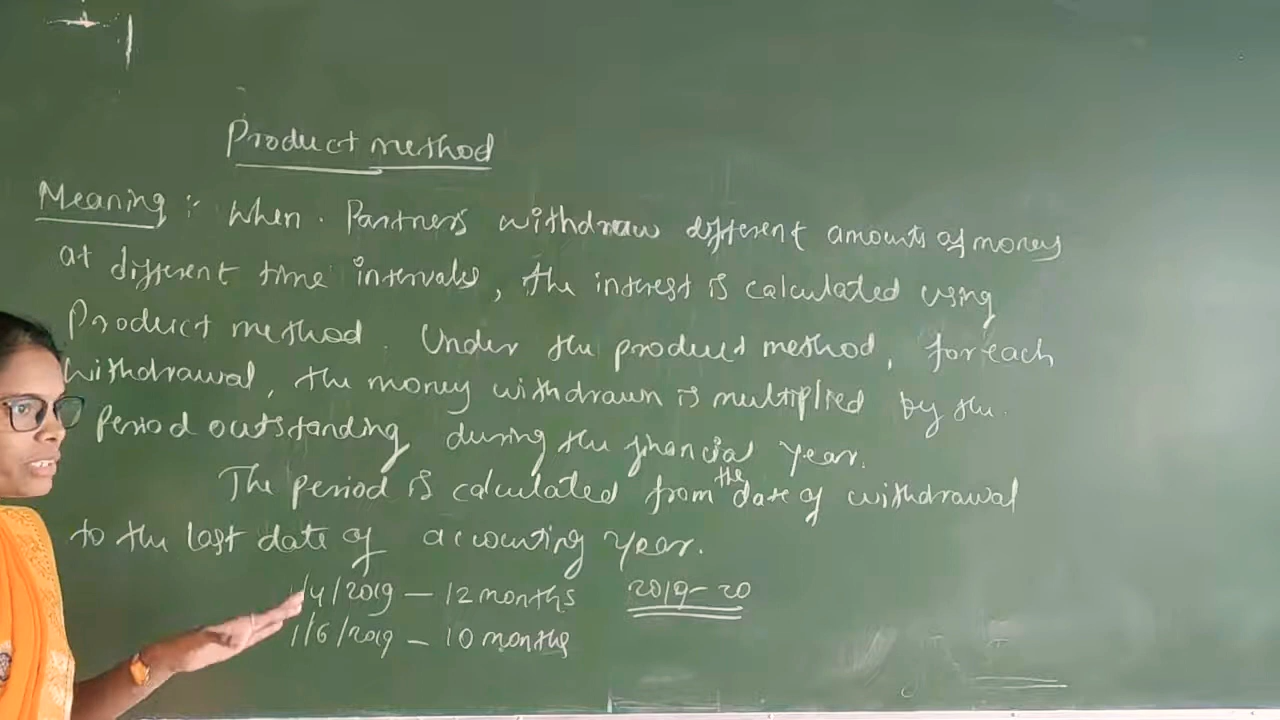 Product method
Meaning :- When. Partners withdraw different amounts of money
at different time intervals, the interest is calculated using
Product method. Under the product method, for each
withdrawal, the money withdrawn is multiplied by the
Period outstanding during the financial year.
The period is calculated from the date of withdrawal
to the last date of accounting year.
1/4/2019 — 12 months 2019-20
1/6/2019 — 10 months